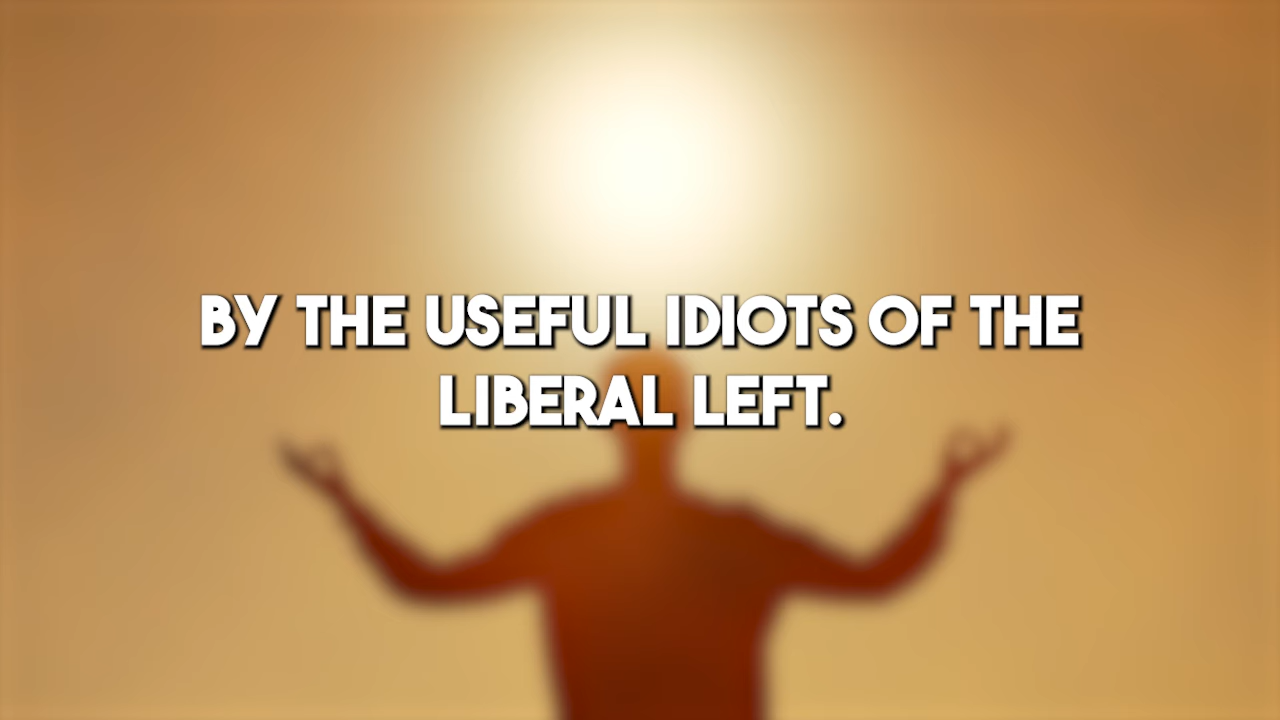 BY THE USEFUL IDIOTS OF THE
LIBERAL LEFT.